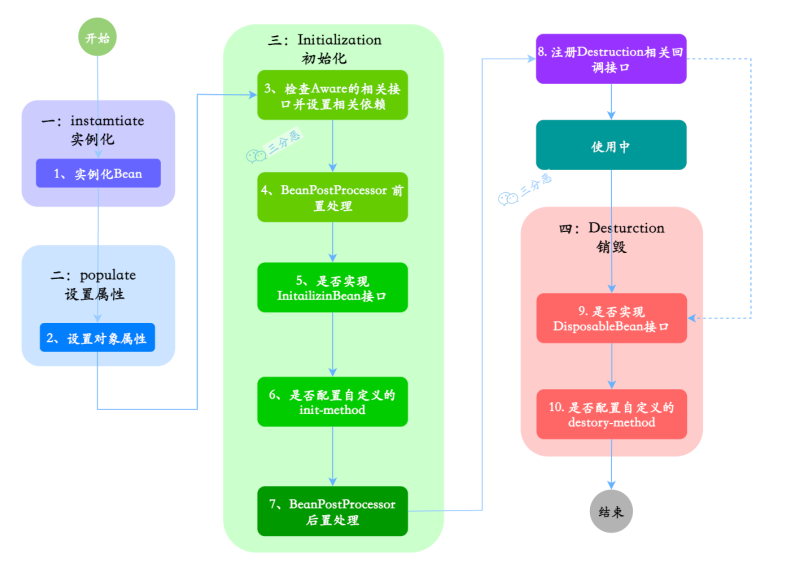 开始
一：instamtiate
实例化
1、实例化Bean
二：populate
设置属性
2、设置对象属性
三：Initialization
初始化
3、检查Aware的相关接
口并设置相关依赖
三分恶
4、BeanPostProcessor 前
置处理
5、是否实现
InitailizinBean接口
6、是否配置自定义的
init-method
7、BeanPostProcessor
后置处理
8. 注册Destruction相关回
调接口
使用中
三分恶
四：Desturction
销毁
9. 是否实现
DisposableBean接口
10. 是否配置自定义的
destory-method
结束